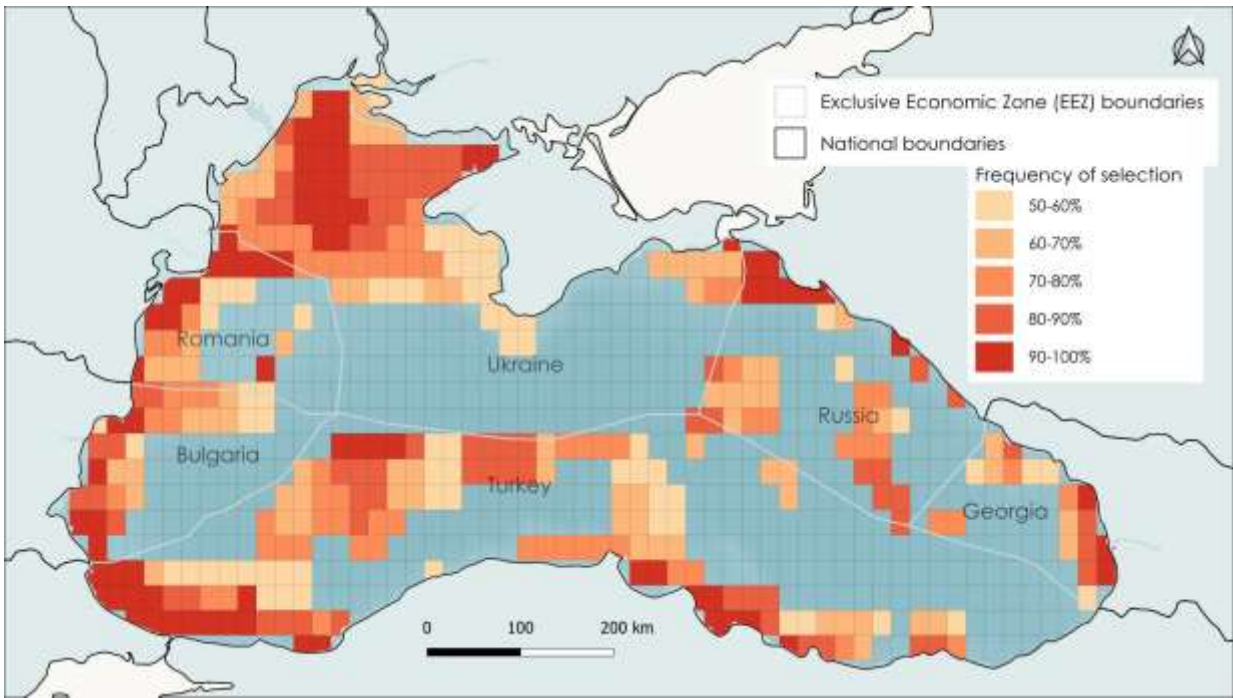 Exclusive Economic Zone (EEZ) boundaries
National boundaries
Frequency of selection
50-60%
60-70%
70-80%
80-90%
90-100%
Romania
Ukraine
Russia
Bulgaria
Turkey
Georgia
0 100 200 km